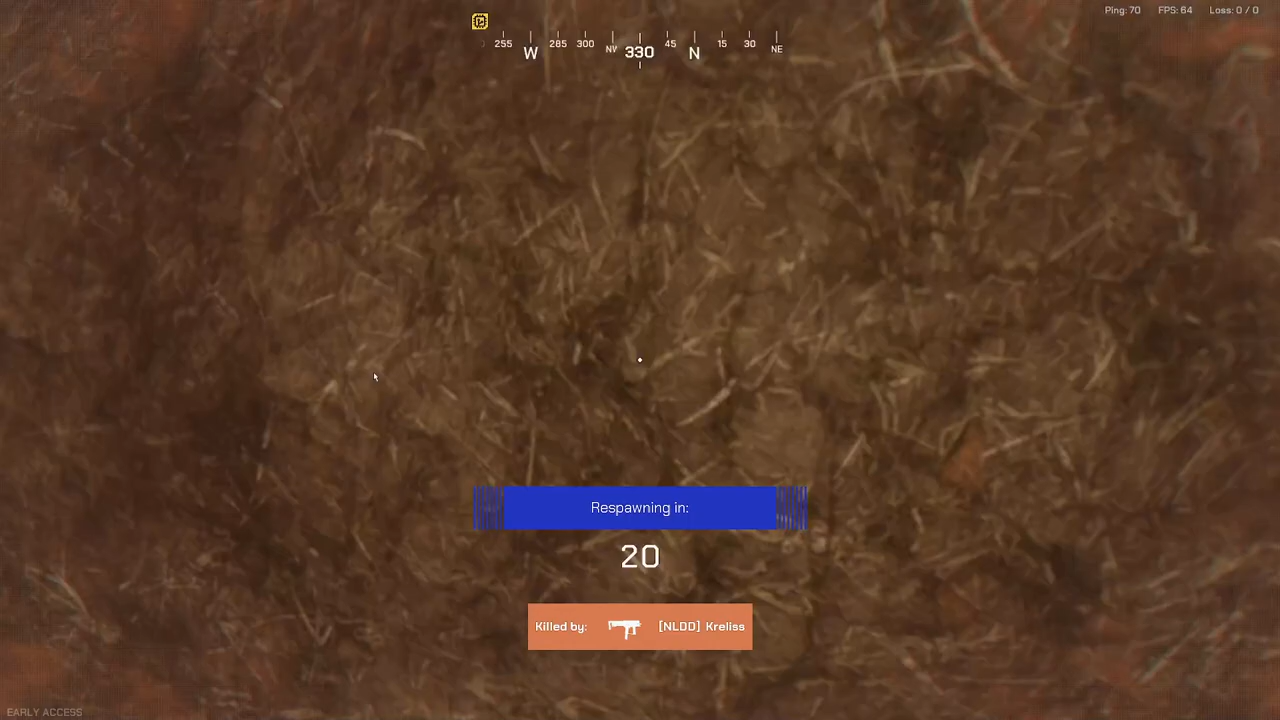 Ping: 70 FPS: 64 Loss: 0 / 0
255 W 285 300 NW 330 45 N 15 30 NE
Respawning in:
20
Killed by: [NLDD] Kreliss
EARLY ACCESS